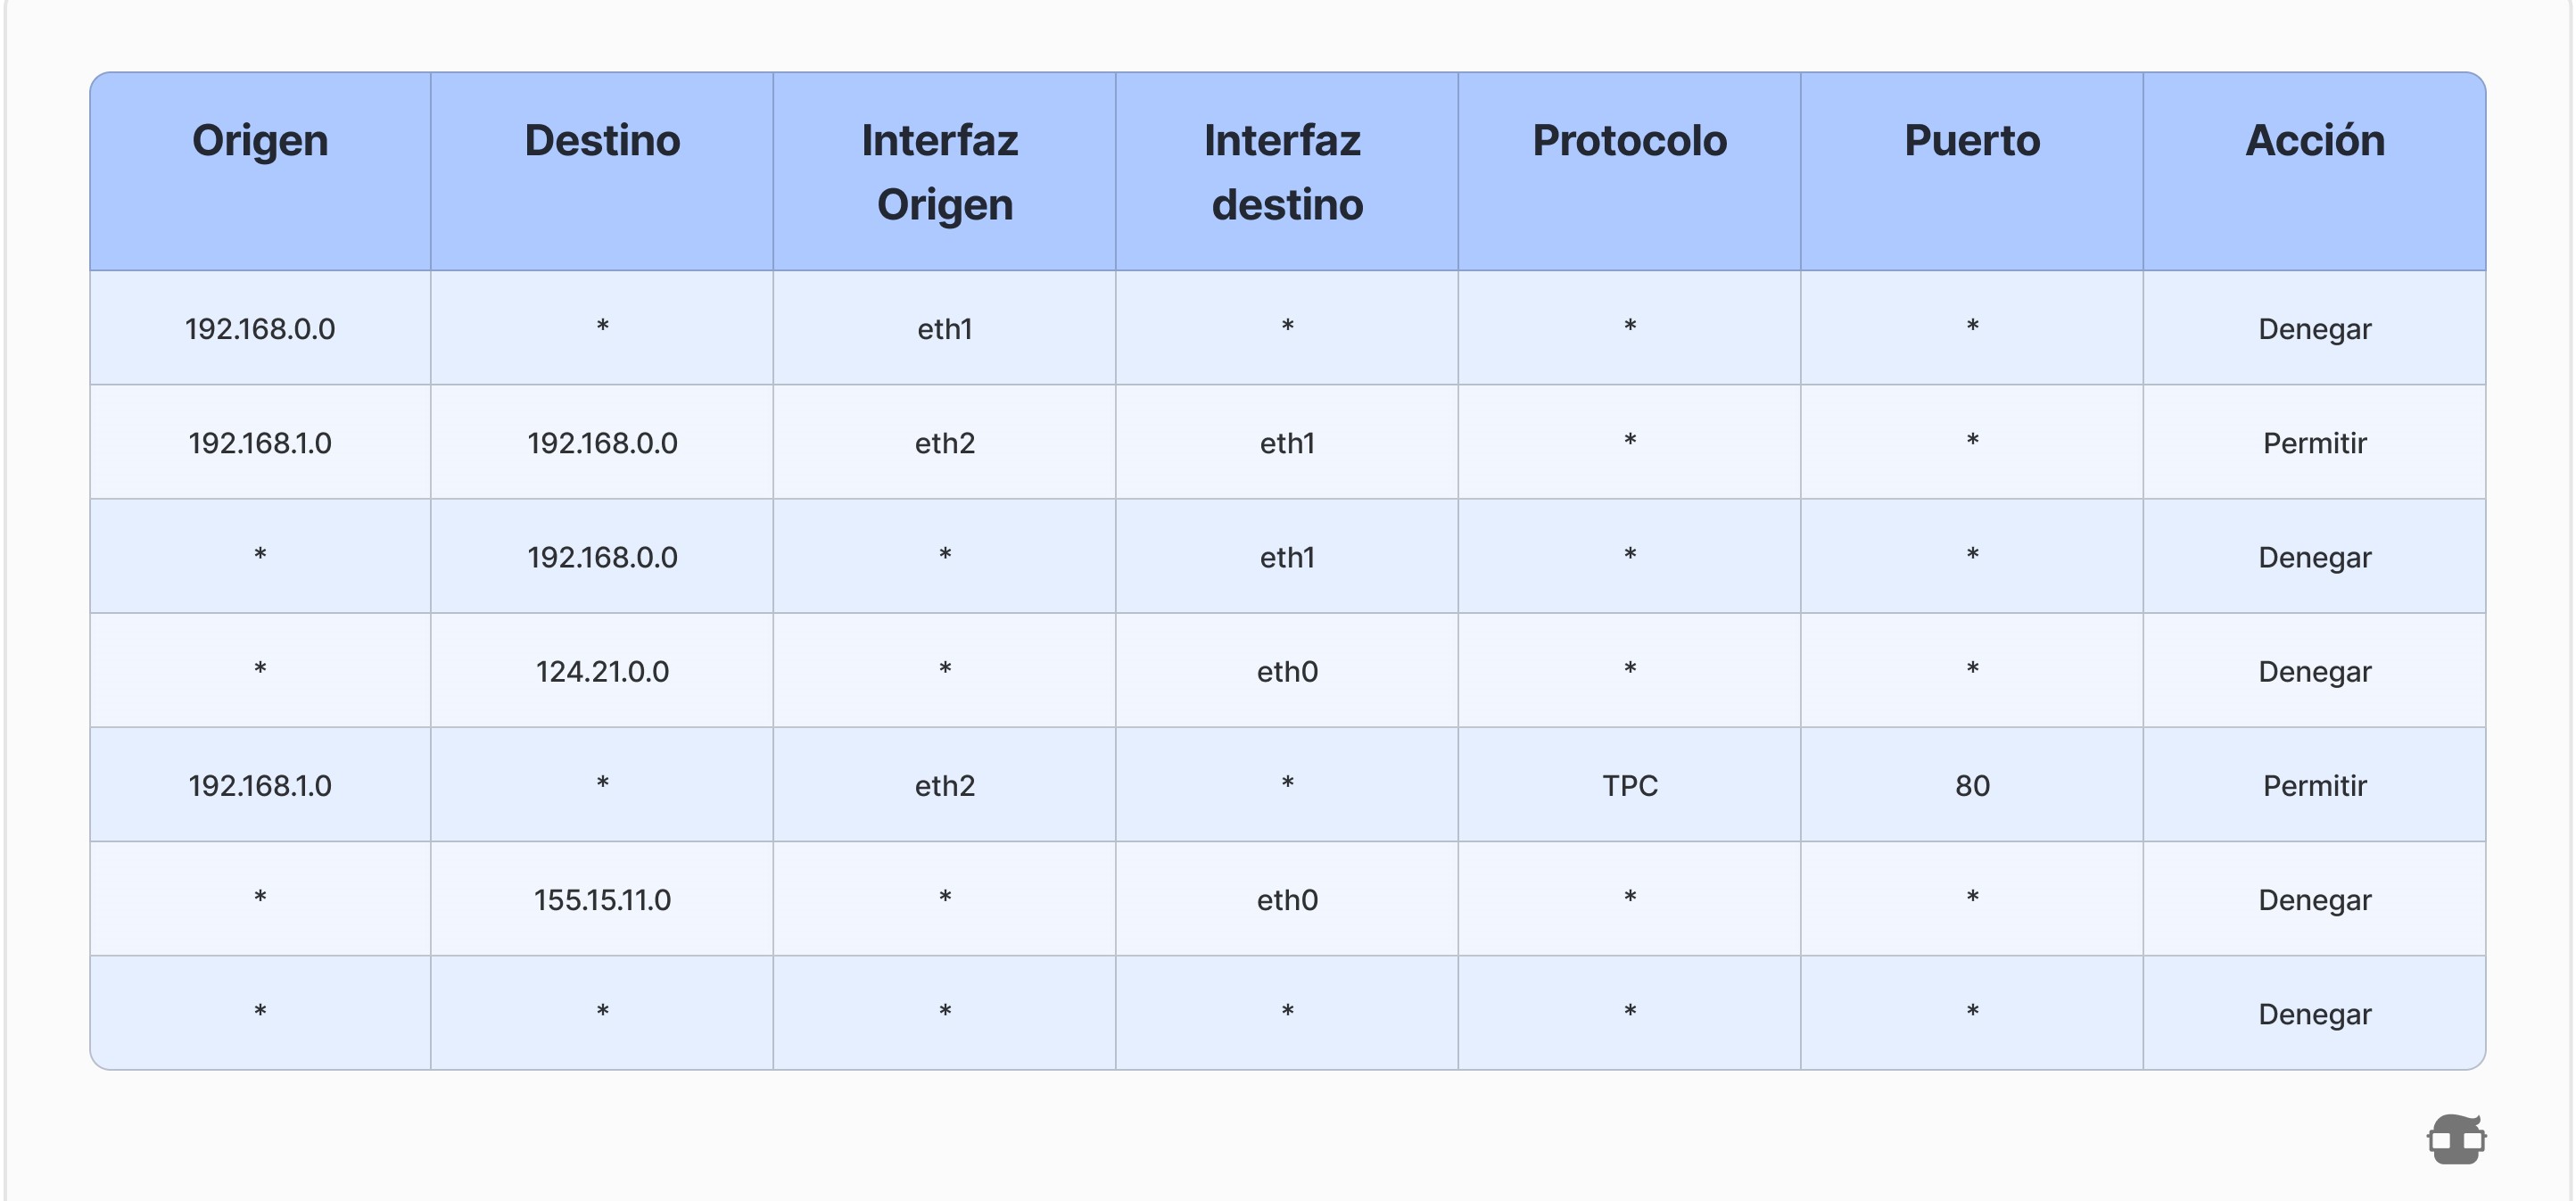 Origen Destino Interfaz Origen Interfaz destino Protocolo Puerto Acción
192.168.0.0 * eth1 * * * Denegar
192.168.1.0 192.168.0.0 eth2 eth1 * * Permitir
* 192.168.0.0 * eth1 * * Denegar
* 124.21.0.0 * eth0 * * Denegar
192.168.1.0 * eth2 * TPC 80 Permitir
* 155.15.11.0 * eth0 * * Denegar
* * * * * * Denegar